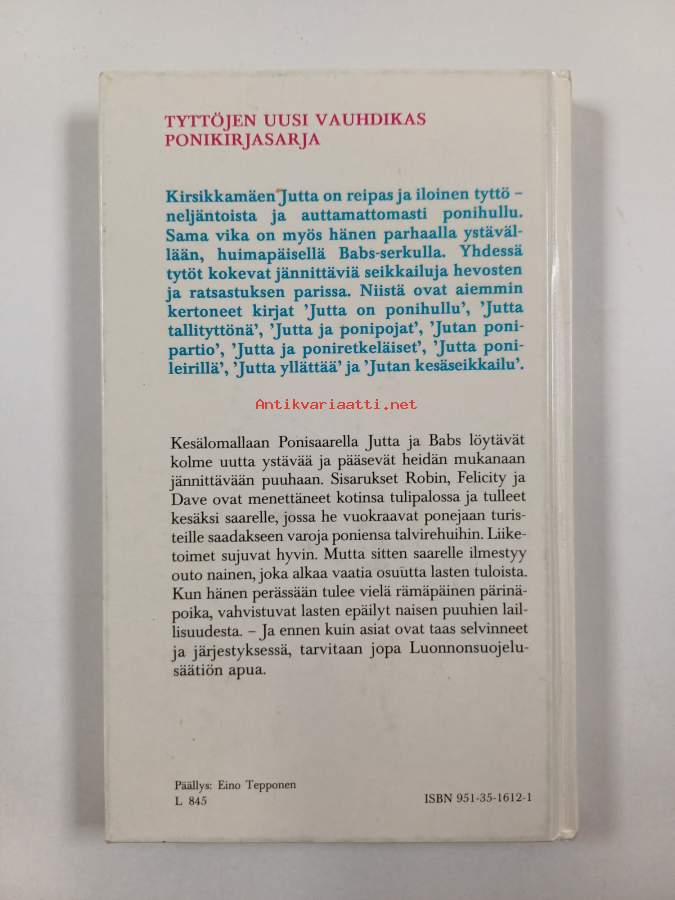 TYTTÖJEN UUSI VAUHDIKAS
PONIKIRJASARJA
Kirsikkamäen Jutta on reipas ja iloinen tyttö –
neljäntoista ja auttamattomasti ponihullu.
Sama vika on myös hänen parhaalla ystäväl-
lään, huimapäisellä Babs-serkulla. Yhdessä
tytöt kokevat jännittäviä seikkailuja hevosten
ja ratsastuksen parissa. Niistä ovat aiemmin
kertoneet kirjat ’Jutta on ponihullu’, ’Jutta
tallityttönä’, ’Jutta ja ponipojat’, ’Jutan poni-
partio’, ’Jutta ja poniretkeläiset’, ’Jutta poni-
leirillä’, ’Jutta yllättää’ ja ’Jutan kesäseikkailu’.
Antikvariaatti.net
Kesälomallaan Ponisaarella Jutta ja Babs löytävät
kolme uutta ystävää ja pääsevät heidän mukanaan
jännittävään puuhaan. Sisarukset Robin, Felicity ja
Dave ovat menettäneet kotinsa tulipalossa ja tulleet
kesäksi saarelle, jossa he vuokraavat ponejaan turis-
teille saadakseen varoja poniensa talvirehuihin. Liike-
toimet sujuvat hyvin. Mutta sitten saarelle ilmestyy
outo nainen, joka alkaa vaatia osuutta lasten tuloista.
Kun hänen perässään tulee vielä rämäpäinen pärinä-
poika, vahvistuvat lasten epäilyt naisen puuhien lail-
lisuudesta. – Ja ennen kuin asiat ovat taas selvinneet
ja järjestyksessä, tarvitaan jopa Luonnonsuojelu-
säätiön apua.
Päällys: Eino Tepponen
L 845
ISBN 951-35-1612-1